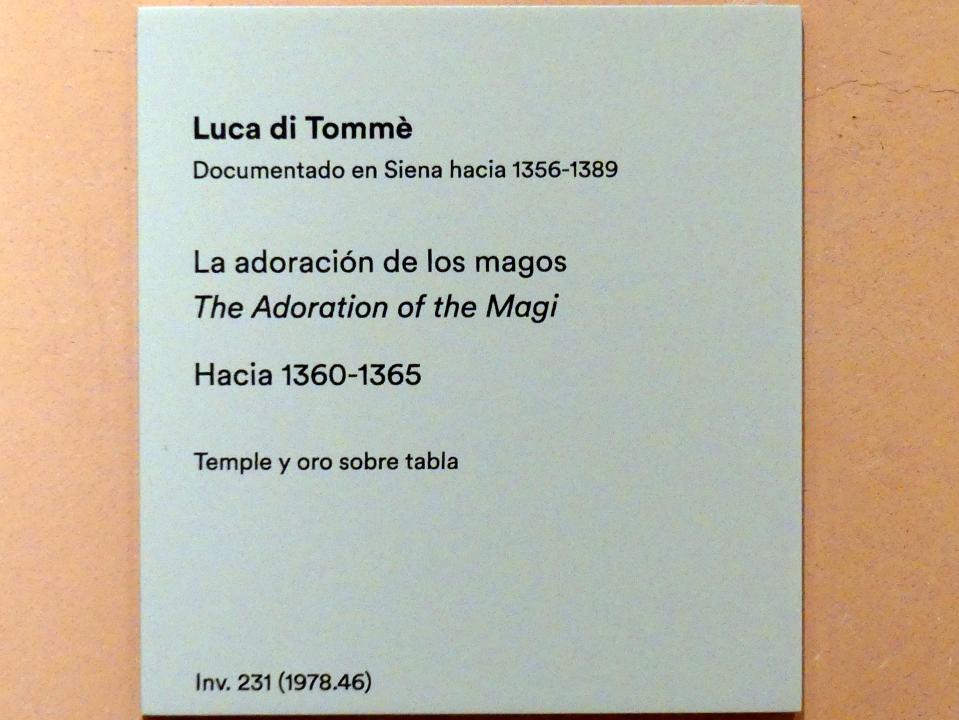 Luca di Tommè
Documentado en Siena hacia 1356-1389
La adoración de los magos
The Adoration of the Magi
Hacia 1360-1365
Temple y oro sobre tabla
Inv. 231 (1978.46)